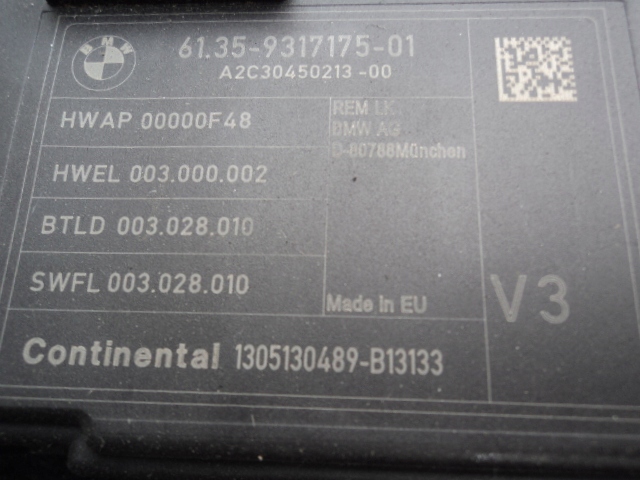 BMW
61.35-9317175-01
A2C30450213-00
HWAP 00000F48
REM LK.
BMW AG
D-80788München
HWEL 003.000.002
BTLD 003.028.010
SWFL 003.028.010
Made in EU
V3
Continental 1305130489-B13133